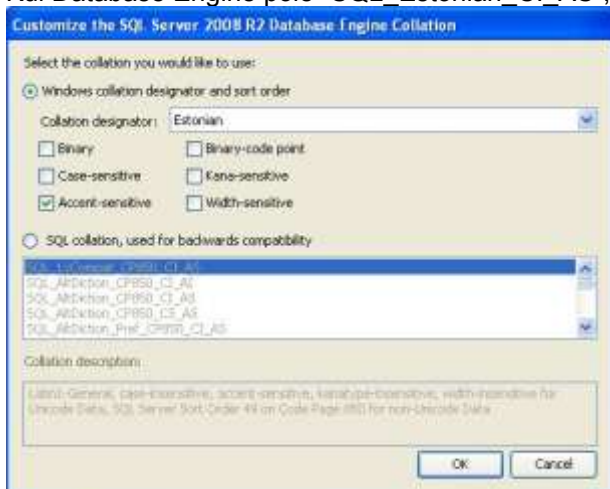 Customize the SQL Server 2008 R2 Database Engine Collation
Select the collation you would like to use:
Windows collation designator and sort order
Collation designator: Estonian
Binary Binary-code point
Case-sensitive Kana-sensitive
Accent-sensitive Width-sensitive
SQL collation, used for backwards compatibility
SQL_1xCompat_CP850_CI_AS
SQL_AltDiction_CP850_CI_AI
SQL_AltDiction_CP850_CI_AS
SQL_AltDiction_CP850_CS_AS
SQL_AltDiction_Pref_CP850_CI_AS
Collation description:
Latin1-General, case-insensitive, accent-sensitive, kanatype-insensitive, width-insensitive for
Unicode Data, SQL Server Sort Order 49 on Code Page 850 for non-Unicode Data
OK Cancel